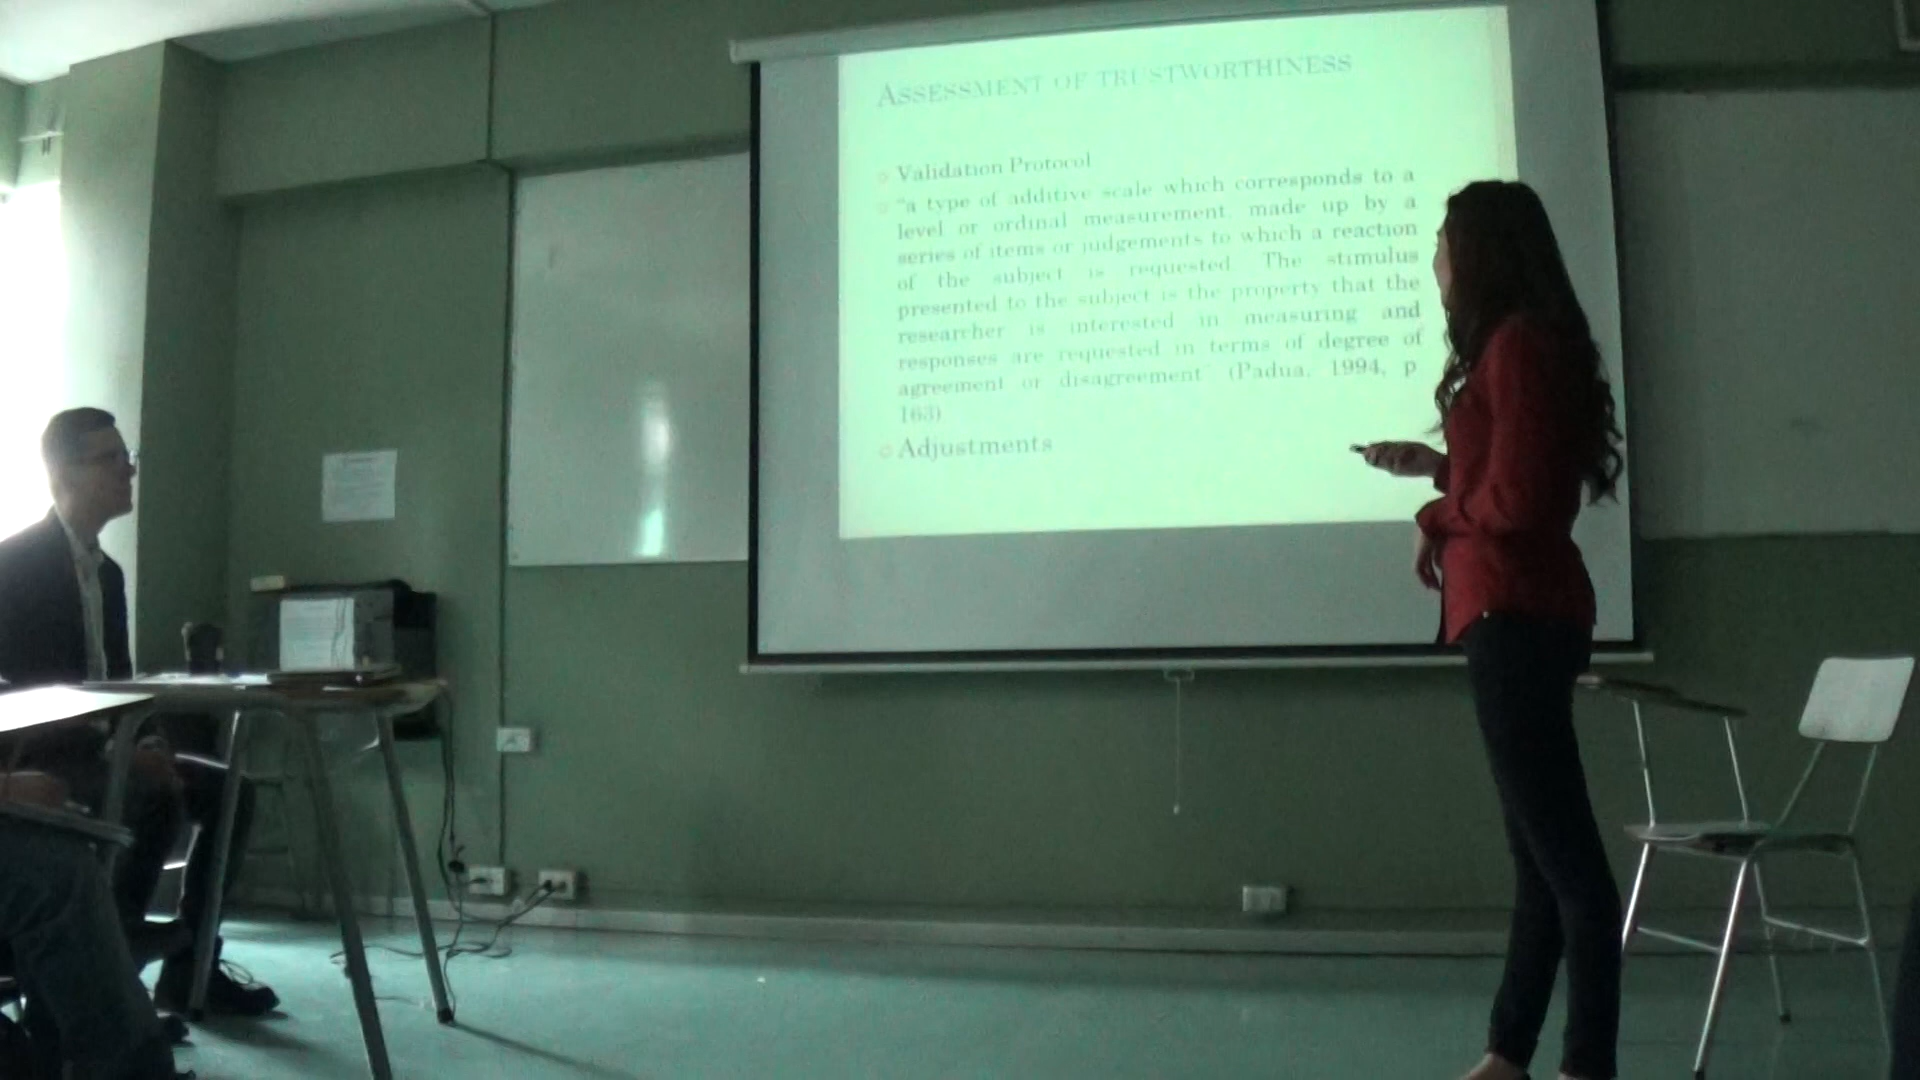 ASSESSMENT OF TRUSTWORTHINESS
Validation Protocol
"a type of additive scale which corresponds to a
level or ordinal measurement, made up by a
series of items or judgements to which a reaction
of the subject is requested. The stimulus
presented to the subject is the property that the
researcher is interested in measuring and
responses are requested in terms of degree of
agreement or disagreement" (Padua, 1994, p
163)
Adjustments